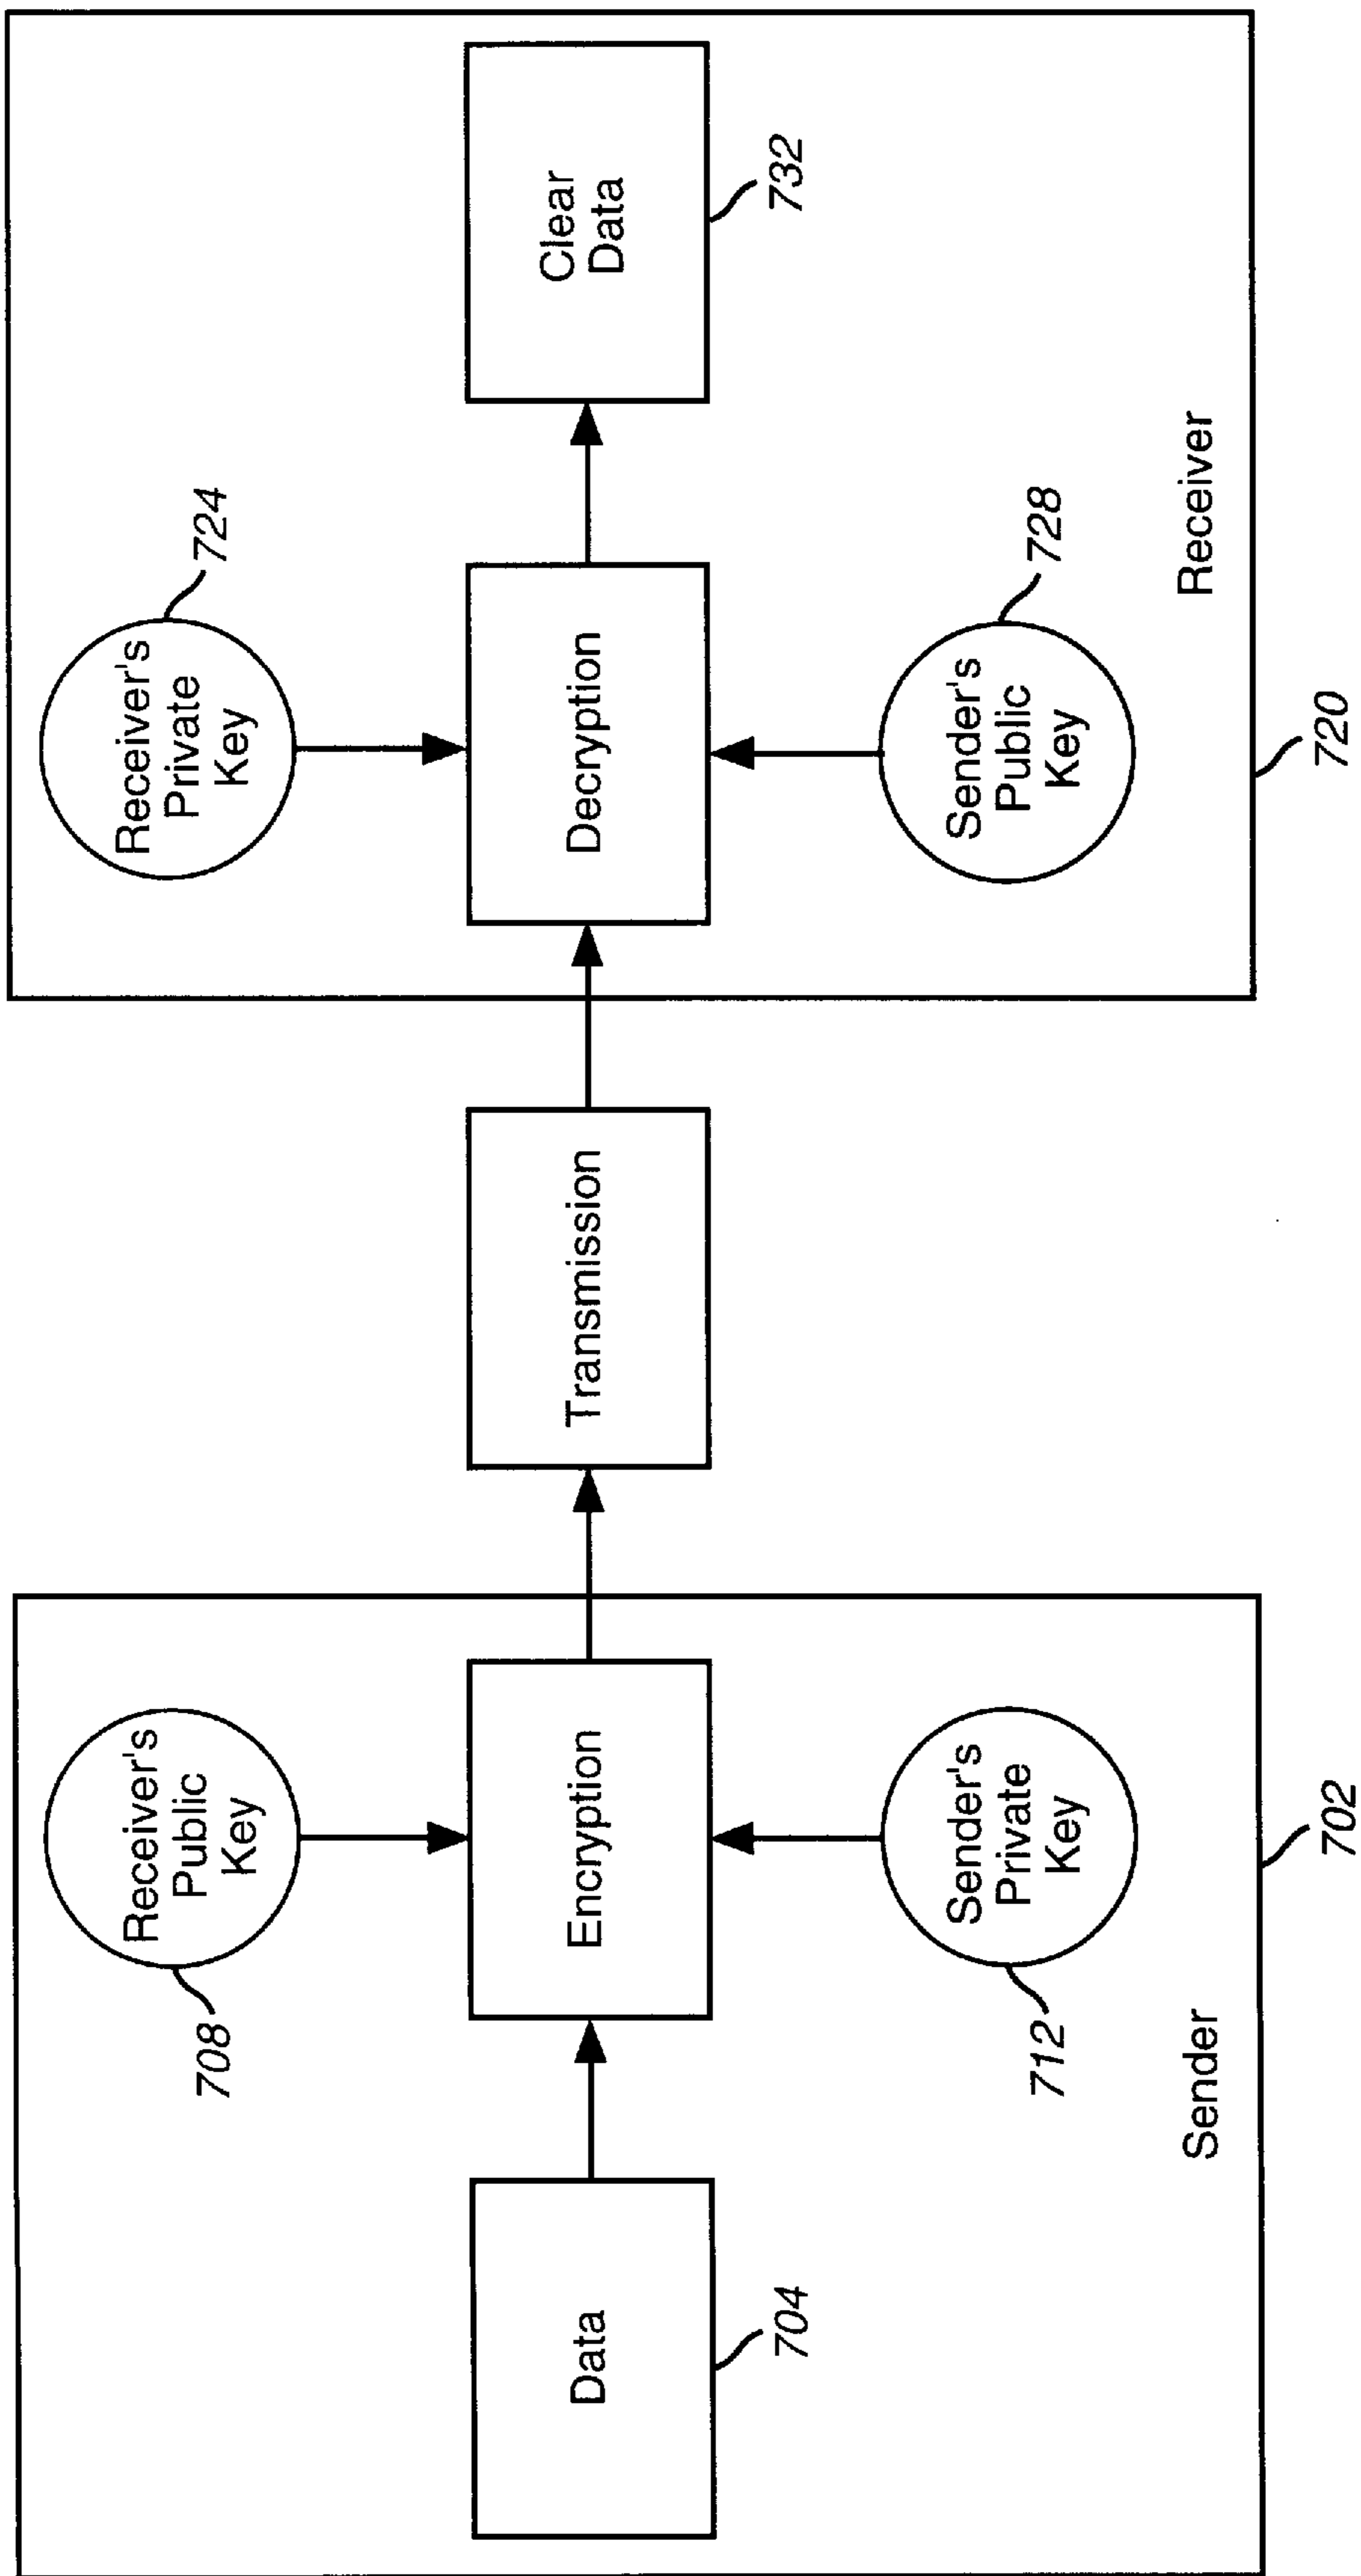 Receiver's
Public
Key
708
Data
704
Encryption
Sender's
Private
Key
712
Sender
702
Transmission
Receiver's
Private
Key
724
Decryption
Clear
Data
732
Sender's
Public
Key
728
Receiver
720